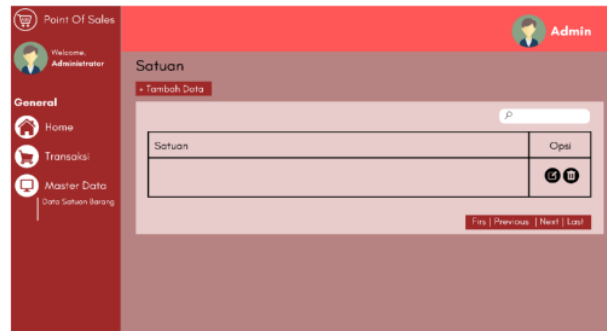 Point Of Sales
Admin
Welcome,
Administrator
Satuan
+ Tambah Data
General
Home
Transaksi
Master Data
Data Satuan Barang
Satuan
Opsi
Firs | Previous | Next | Last